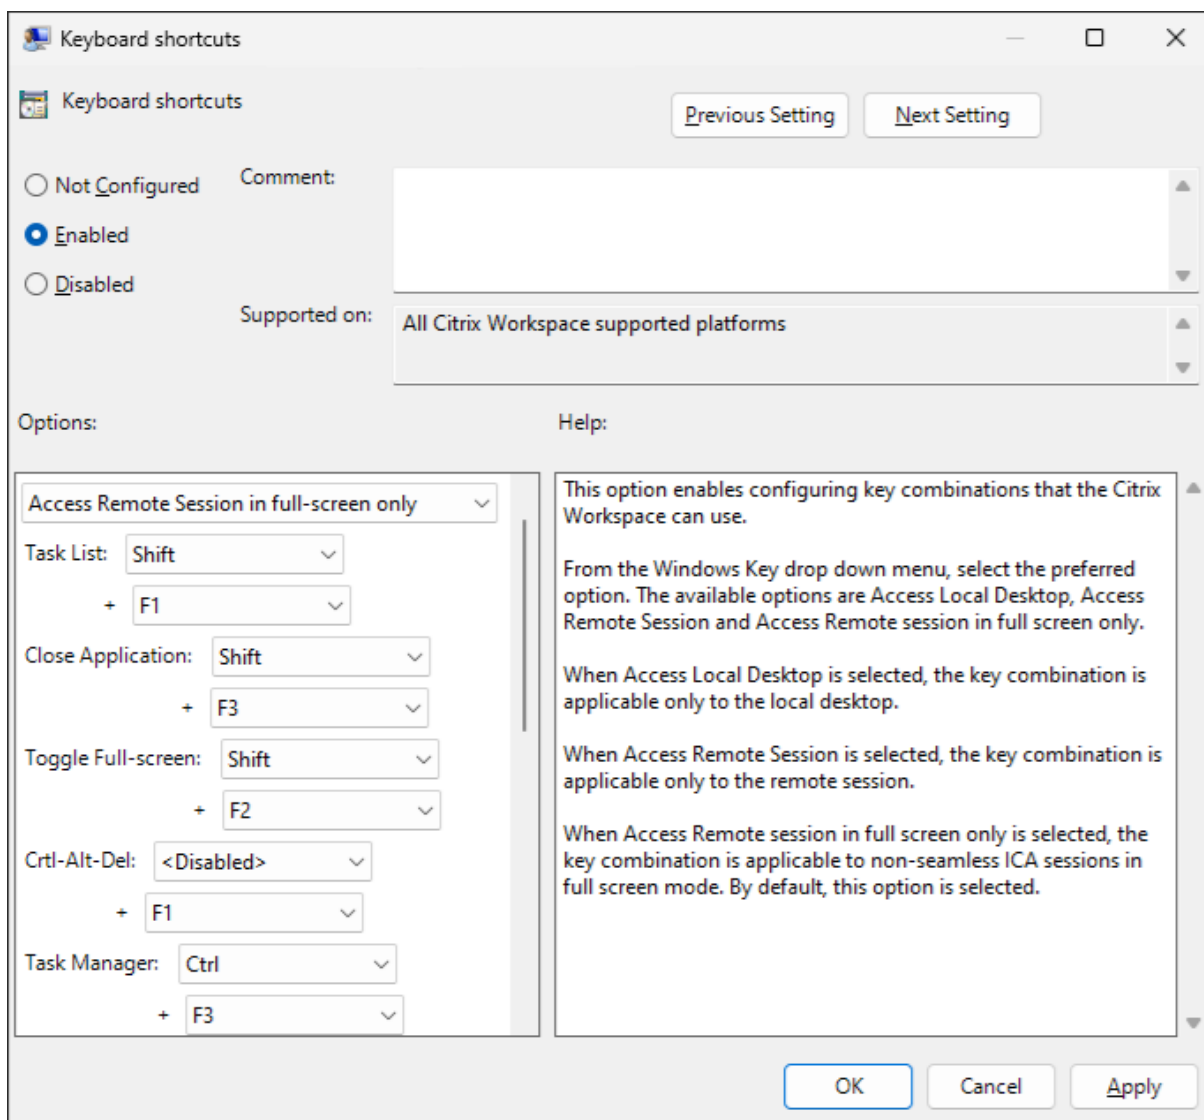 Keyboard shortcuts
Keyboard shortcuts
Previous Setting
Next Setting
Not Configured
Comment:
Enabled
Disabled
Supported on:
All Citrix Workspace supported platforms
Options:
Help:
Access Remote Session in full-screen only
Task List: Shift
+ F1
Close Application: Shift
+ F3
Toggle Full-screen: Shift
+ F2
Crtl-Alt-Del: <Disabled>
+ F1
Task Manager: Ctrl
+ F3
This option enables configuring key combinations that the Citrix
Workspace can use.
From the Windows Key drop down menu, select the preferred
option. The available options are Access Local Desktop, Access
Remote Session and Access Remote session in full screen only.
When Access Local Desktop is selected, the key combination is
applicable only to the local desktop.
When Access Remote Session is selected, the key combination is
applicable only to the remote session.
When Access Remote session in full screen only is selected, the
key combination is applicable to non-seamless ICA sessions in
full screen mode. By default, this option is selected.
OK
Cancel
Apply